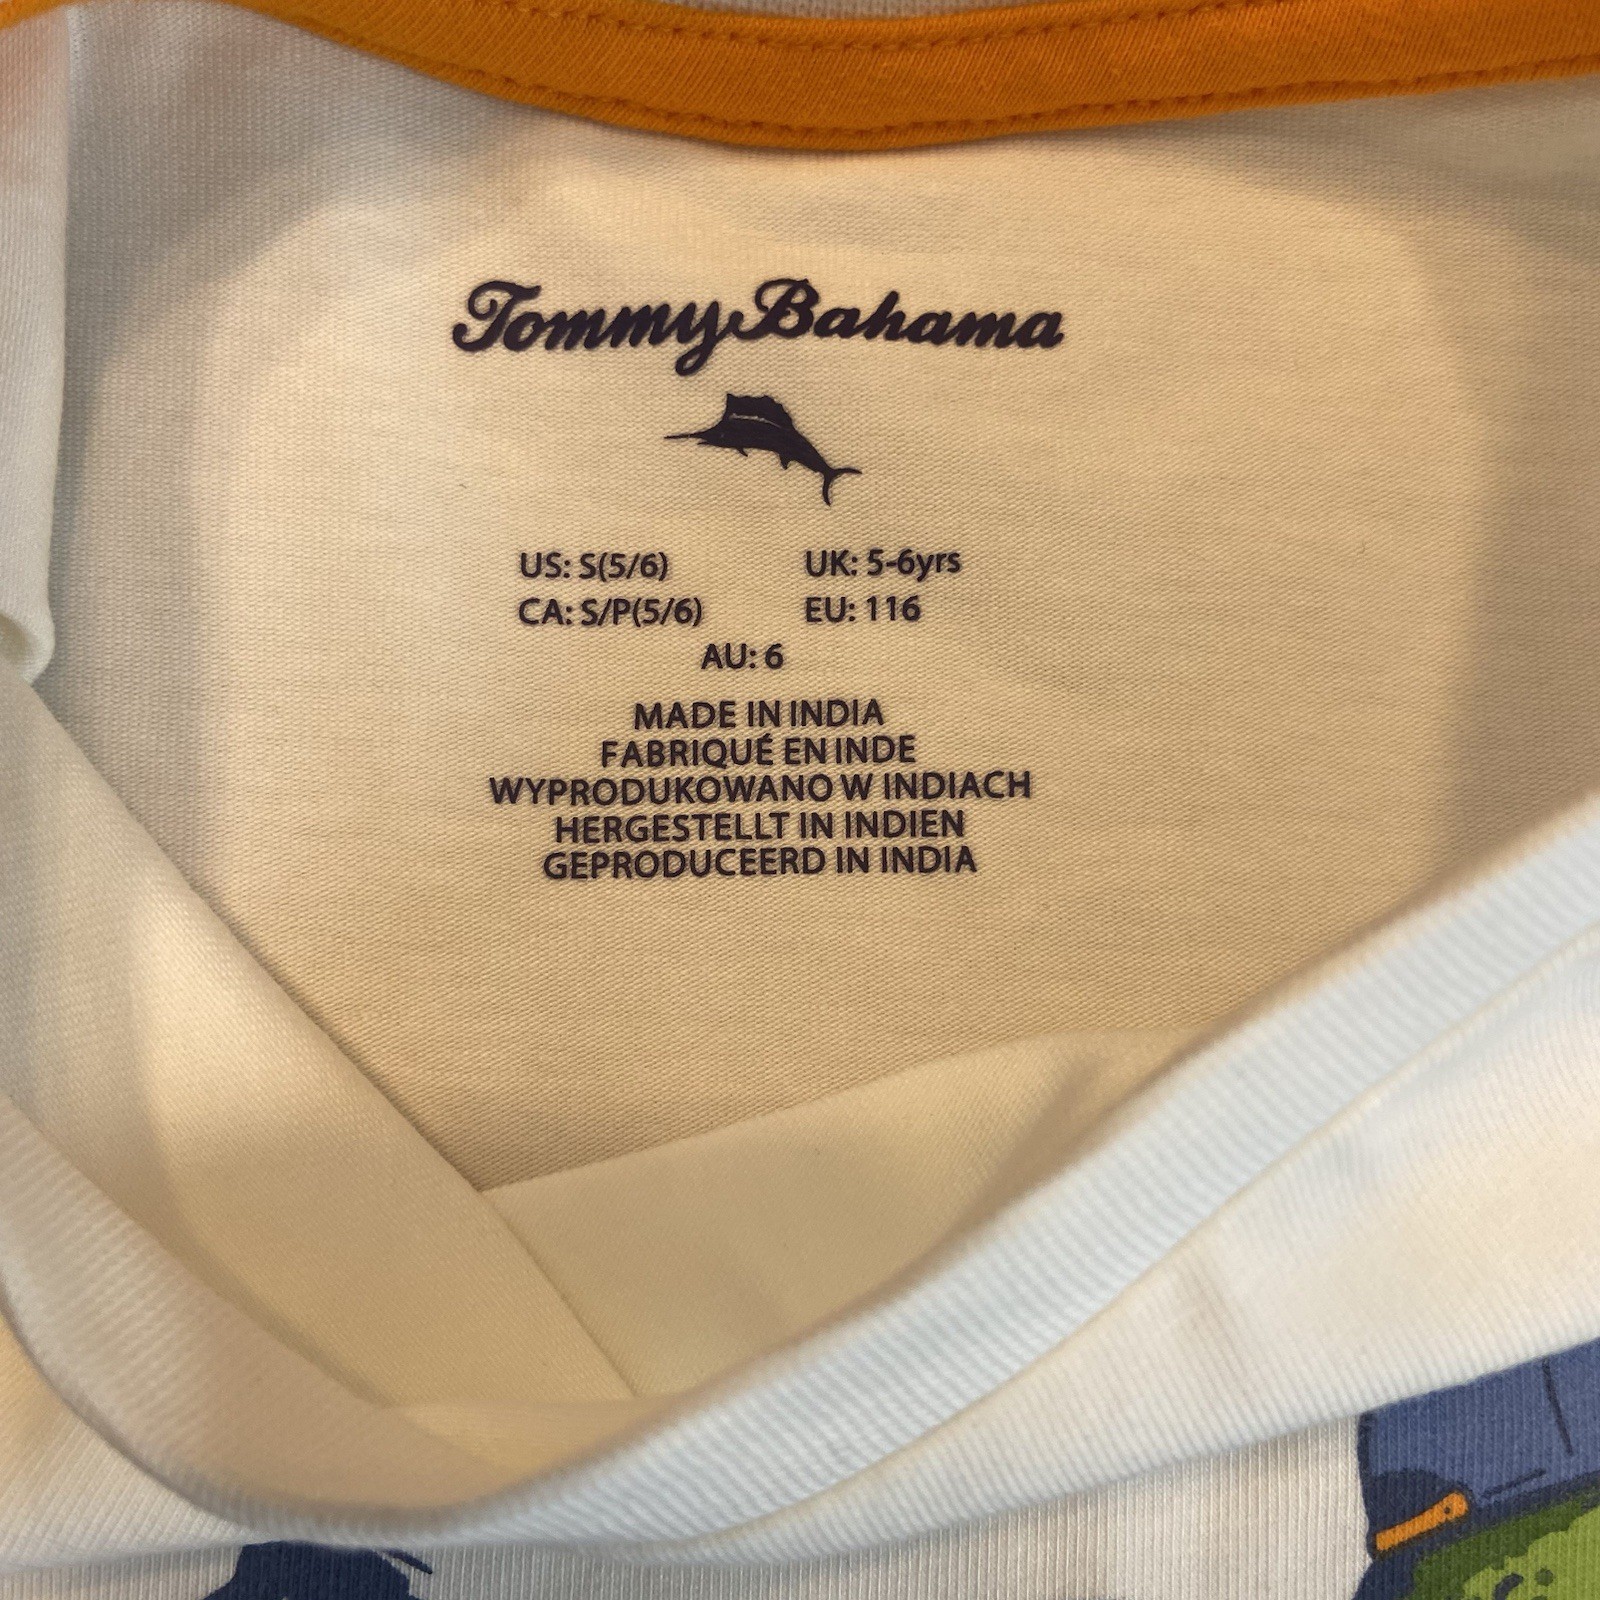 Tommy Bahama
US: S(5/6) UK: 5-6yrs
CA: S/P(5/6) EU: 116
AU: 6
MADE IN INDIA
FABRIQUÉ EN INDE
WYPRODUKOWANO W INDIACH
HERGESTELLT IN INDIEN
GEPRODUCEERD IN INDIA